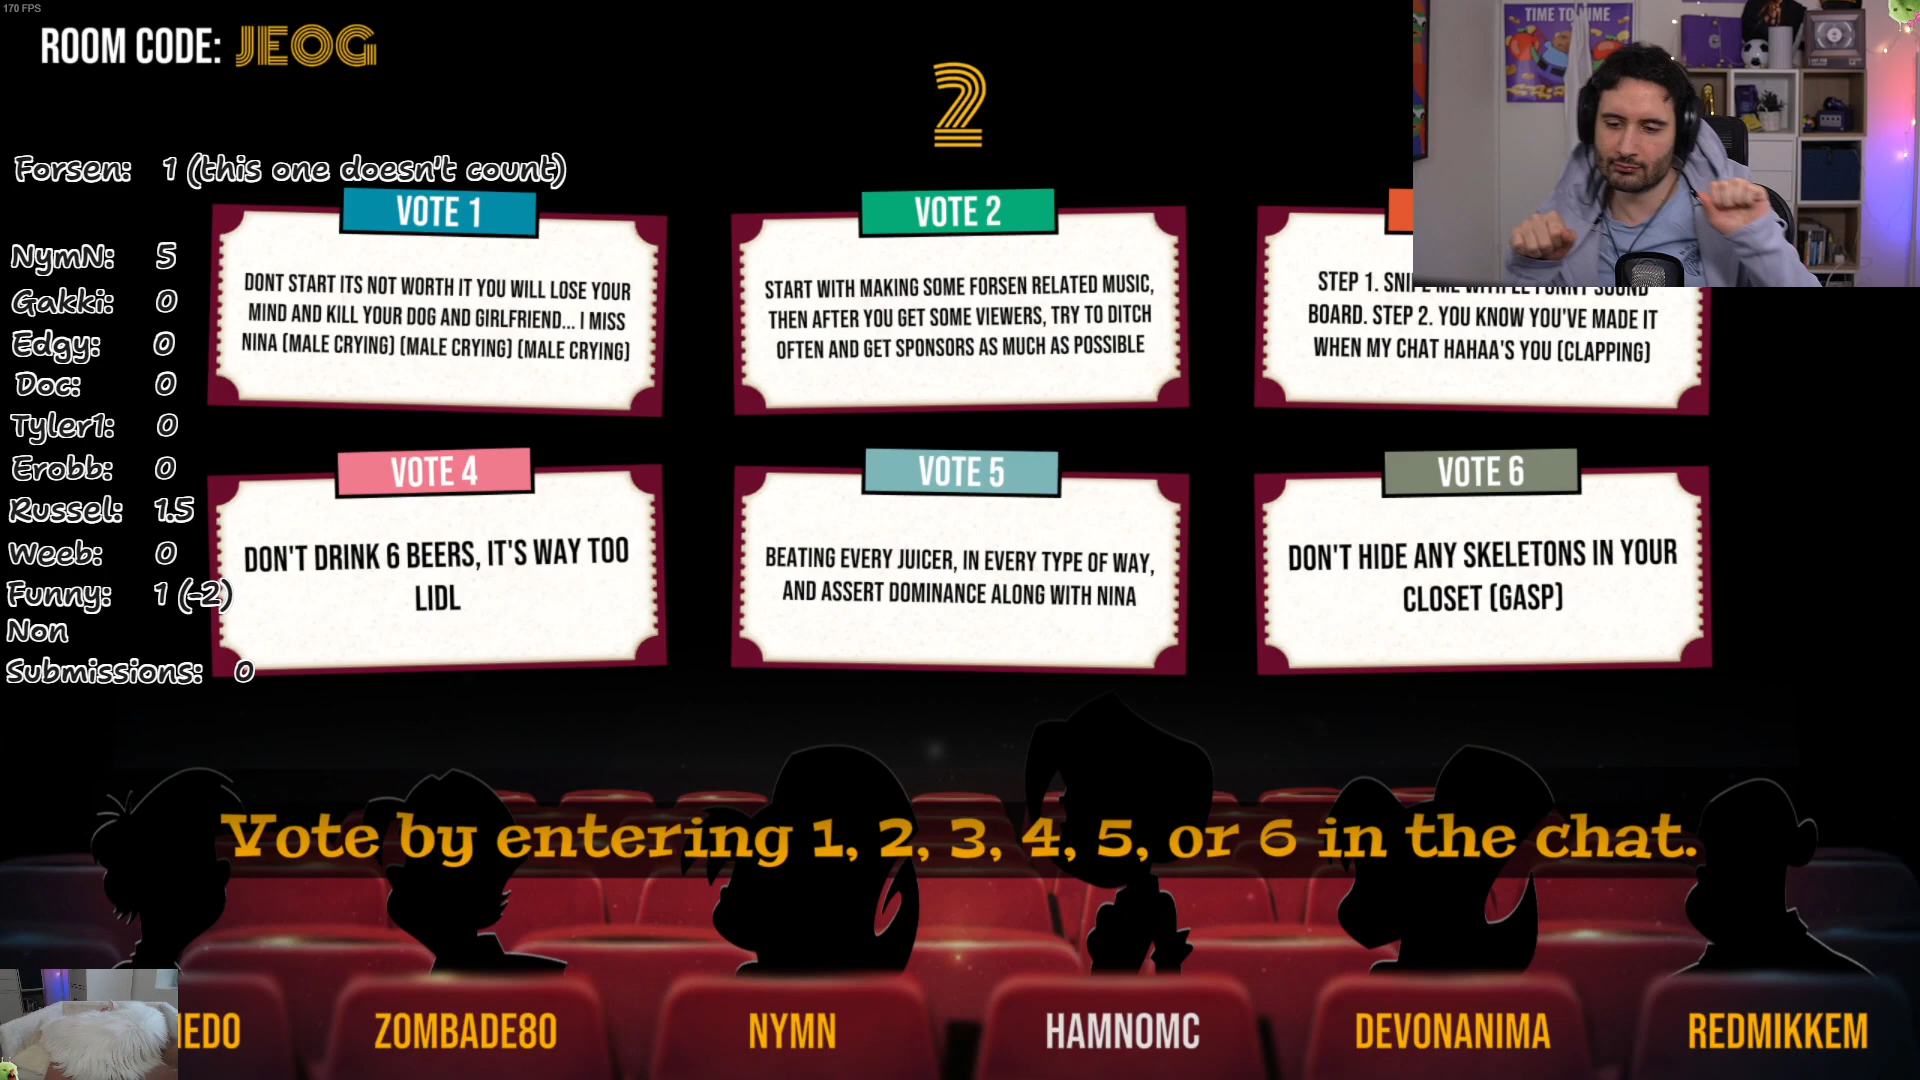 170 FPS
ROOM CODE: JEOG
2
TIME TO
Forsen: 1 (this one doesn't count)
NymN: 5
Gakki: 0
Edgy: 0
Doc: 0
Tyler1: 0
Erobb: 0
Russel: 1.5
Weeb: 0
Funny: 1 (-2)
Non
Submissions: 0
VOTE 1
DONT START ITS NOT WORTH IT YOU WILL LOSE YOUR
MIND AND KILL YOUR DOG AND GIRLFRIEND... I MISS
NINA (MALE CRYING) (MALE CRYING) (MALE CRYING)
VOTE 2
START WITH MAKING SOME FORSEN RELATED MUSIC,
THEN AFTER YOU GET SOME VIEWERS, TRY TO DITCH
OFTEN AND GET SPONSORS AS MUCH AS POSSIBLE
STEP 1. SNIPE ME WITH LE FUNNY SOUND
BOARD. STEP 2. YOU KNOW YOU'VE MADE IT
WHEN MY CHAT HAHAA'S YOU (CLAPPING)
VOTE 4
DON'T DRINK 6 BEERS, IT'S WAY TOO
LIDL
VOTE 5
BEATING EVERY JUICER, IN EVERY TYPE OF WAY,
AND ASSERT DOMINANCE ALONG WITH NINA
VOTE 6
DON'T HIDE ANY SKELETONS IN YOUR
CLOSET (GASP)
Vote by entering 1, 2, 3, 4, 5, or 6 in the chat.
IEDO
ZOMBADE80
NYMN
HAMNOMC
DEVONANIMA
REDMIKKEM